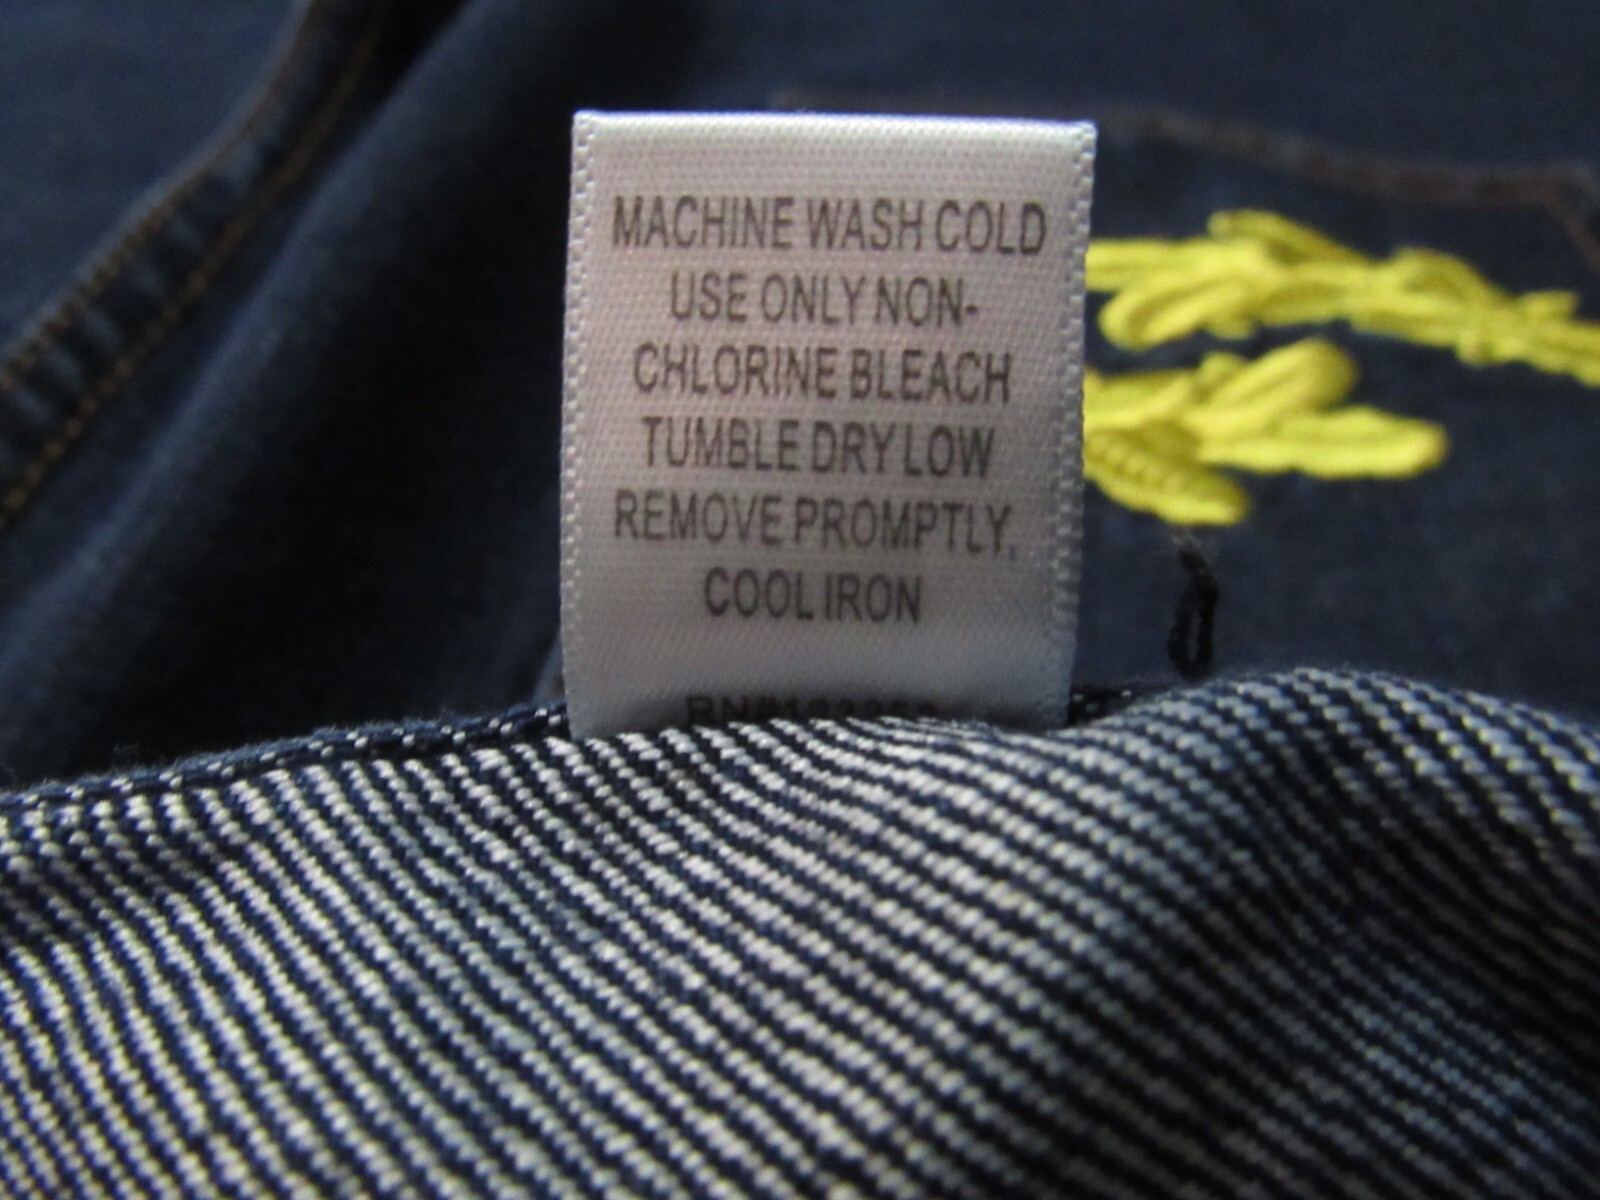 MACHINE WASH COLD
USE ONLY NON-
CHLORINE BLEACH
TUMBLE DRY LOW
REMOVE PROMPTLY,
COOL IRON